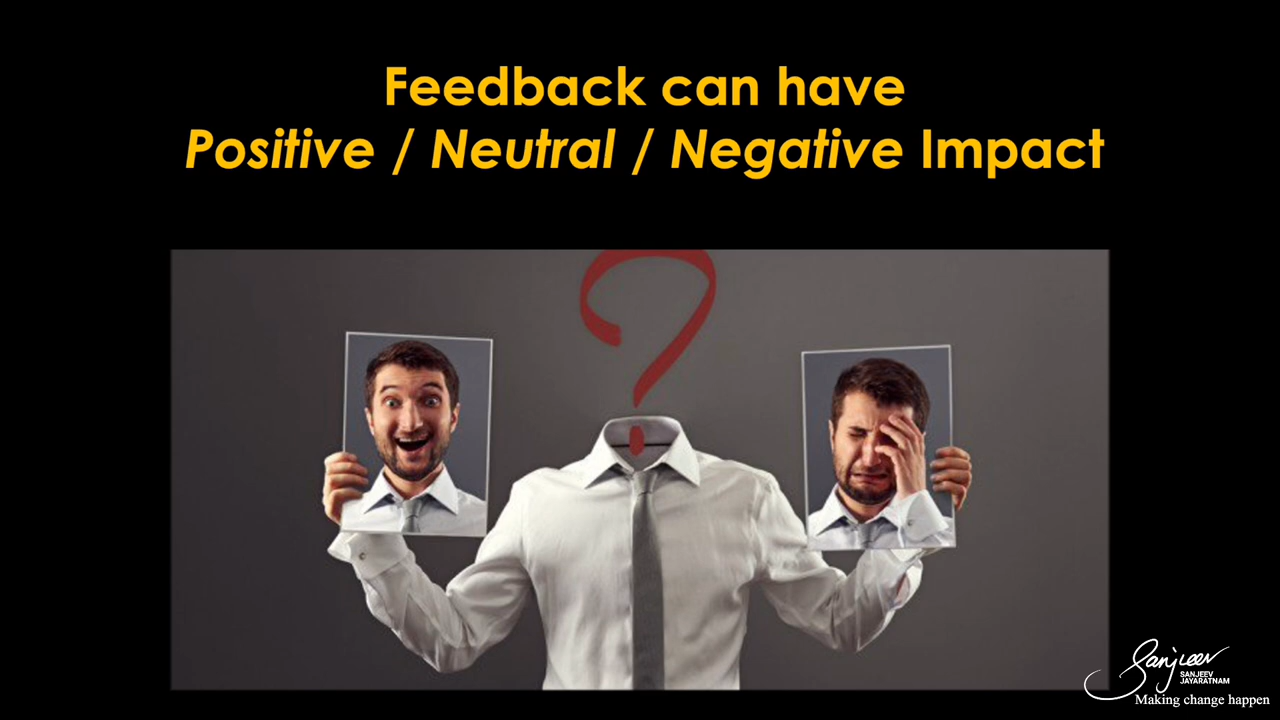 Feedback can have
Positive / Neutral / Negative Impact
?
Sanjeev
SANJEEV
JAYARATNAM
Making change happen